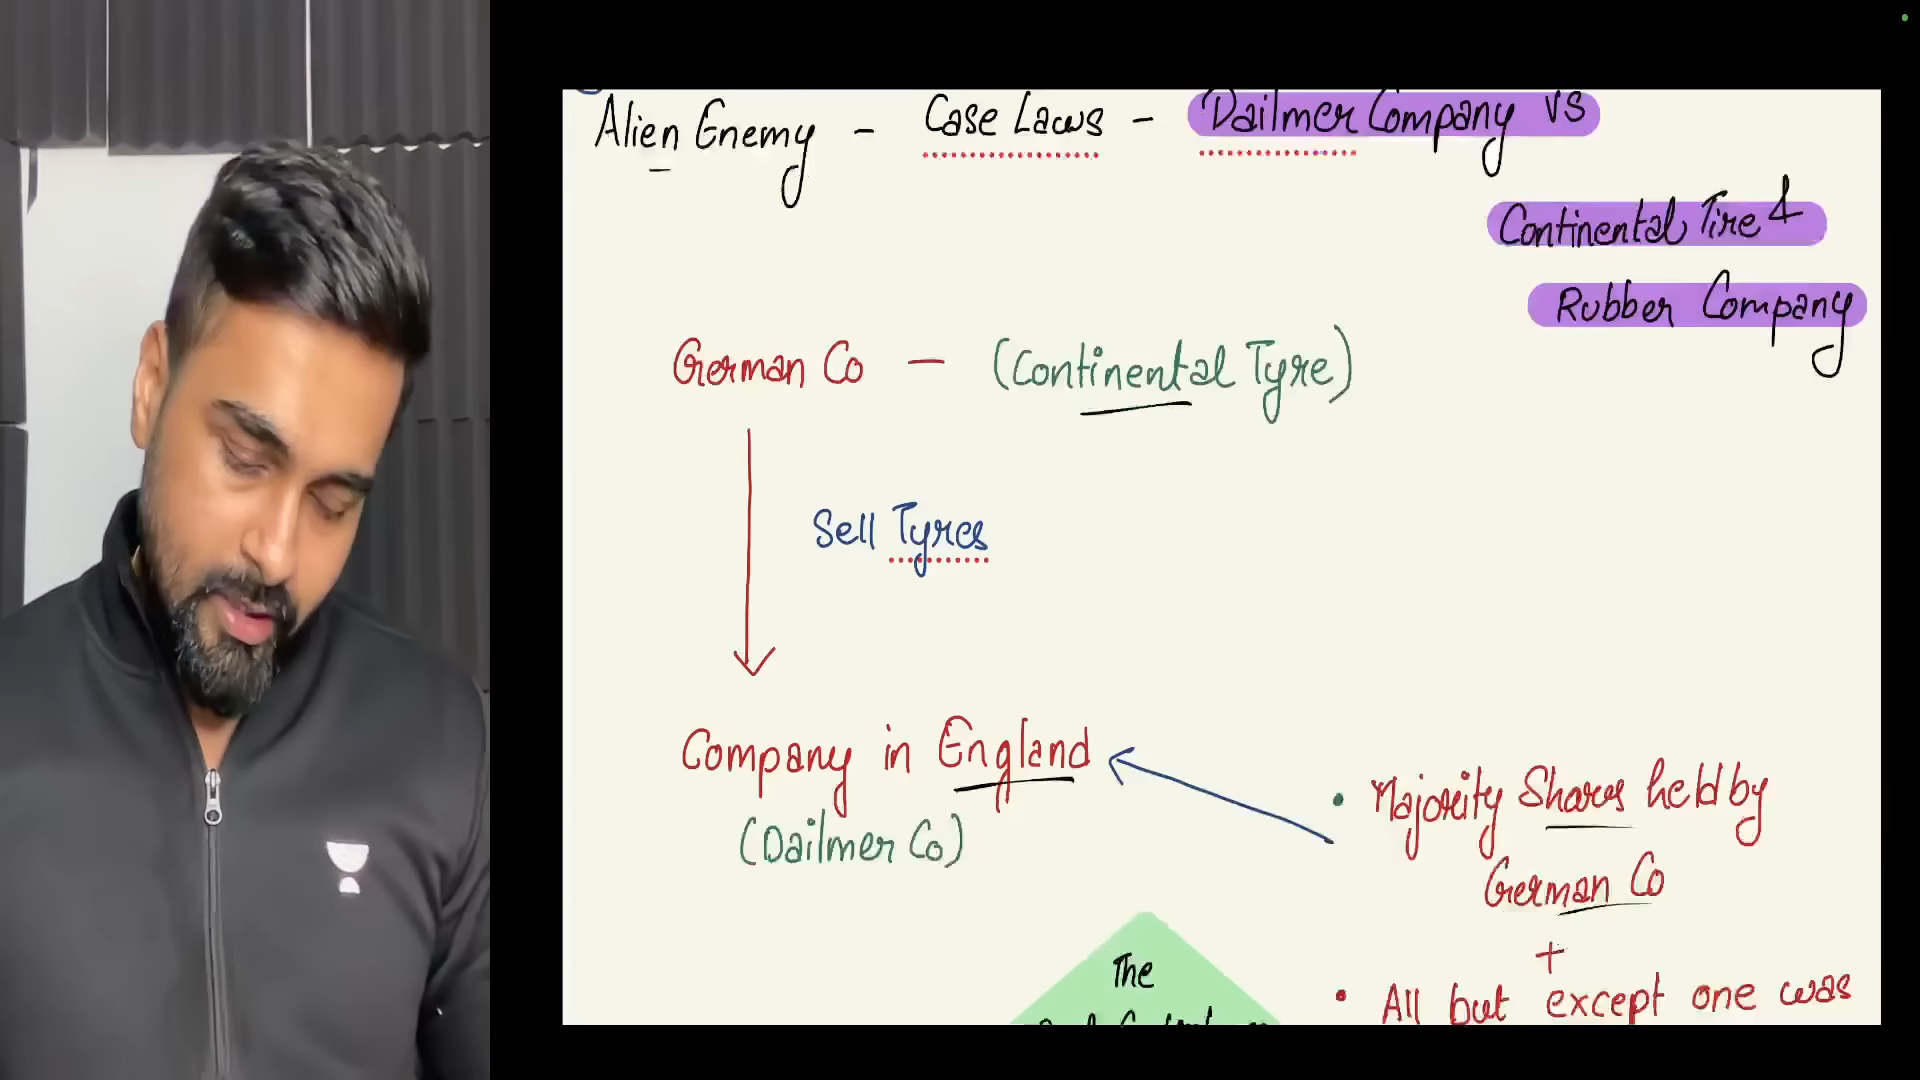 Alien Enemy - Case Laws - Dailmer Company vs
Continental Tire &
Rubber Company
German Co - (Continental Tyre)
Sell Tyres
Company in England
(Dailmer Co)
• Majority Shares held by
German Co
+
The
• All but except one was